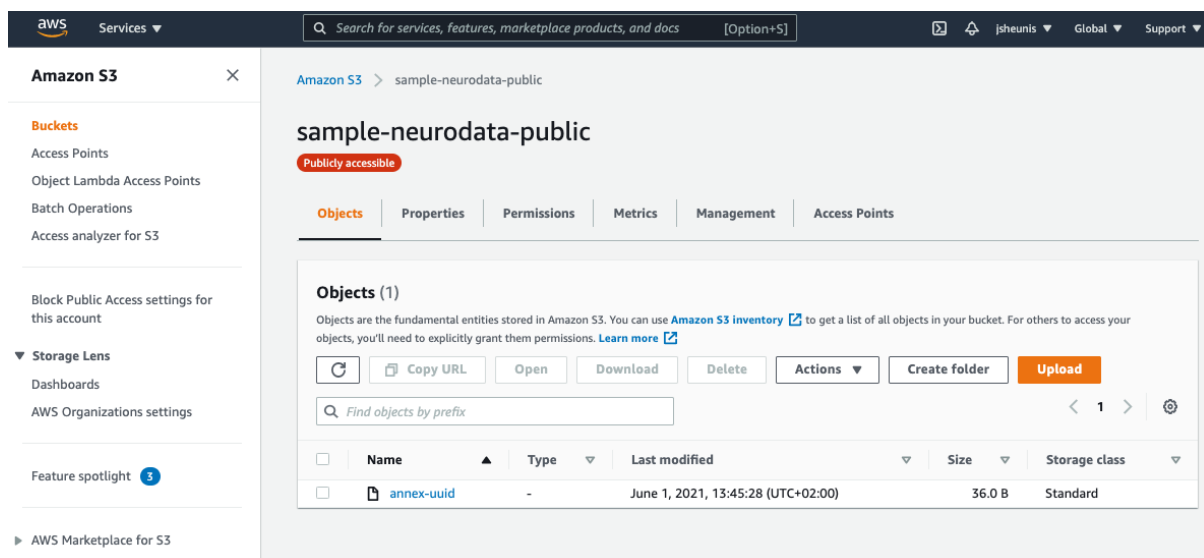 aws Services ▼ Search for services, features, marketplace products, and docs [Option+S] jsheunis ▼ Global ▼ Support ▼
Amazon S3
Buckets
Access Points
Object Lambda Access Points
Batch Operations
Access analyzer for S3
Block Public Access settings for
this account
▼ Storage Lens
Dashboards
AWS Organizations settings
Feature spotlight 3
▶ AWS Marketplace for S3
Amazon S3 > sample-neurodata-public
sample-neurodata-public
Publicly accessible
Objects Properties Permissions Metrics Management Access Points
Objects (1)
Objects are the fundamental entities stored in Amazon S3. You can use Amazon S3 inventory to get a list of all objects in your bucket. For others to access your
objects, you'll need to explicitly grant them permissions. Learn more
Copy URL Open Download Delete Actions ▼ Create folder Upload
Find objects by prefix < 1 >
Name ▲ Type Last modified Size Storage class
annex-uuid - June 1, 2021, 13:45:28 (UTC+02:00) 36.0 B Standard